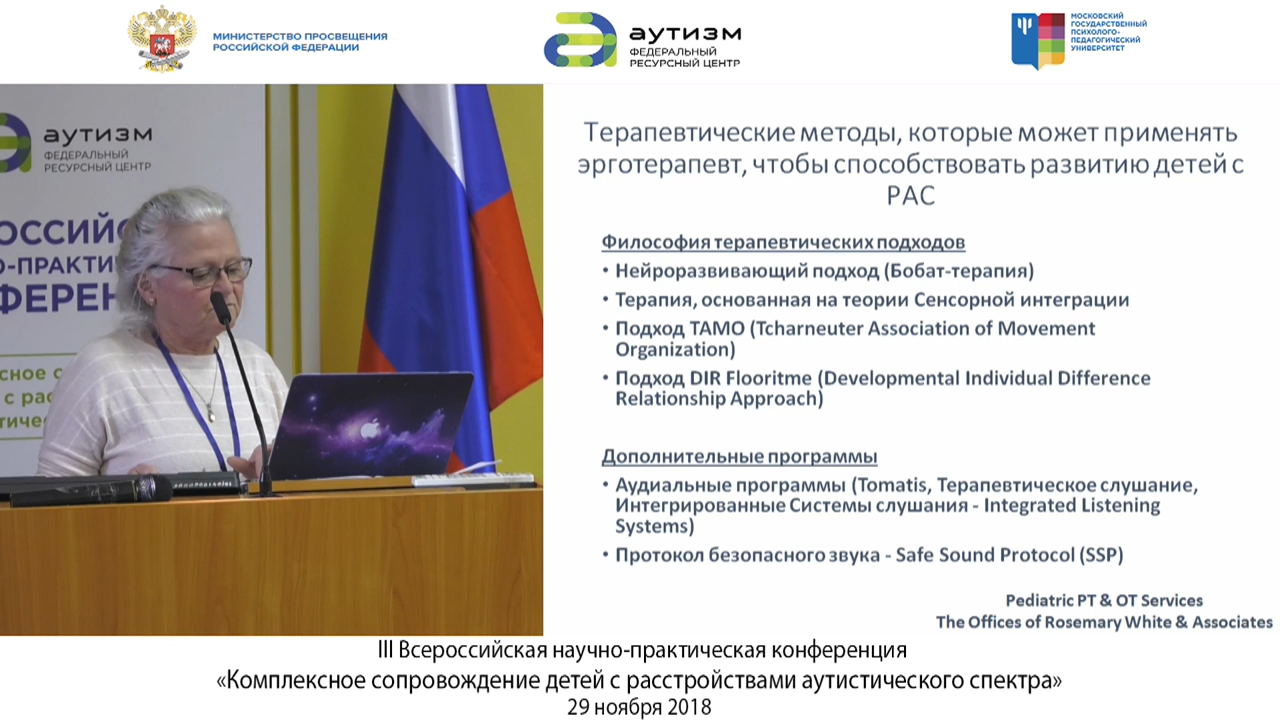 МИНИСТЕРСТВО ПРОСВЕЩЕНИЯ
РОССИЙСКОЙ ФЕДЕРАЦИИ
аутизм
ФЕДЕРАЛЬНЫЙ
РЕСУРСНЫЙ ЦЕНТР
МОСКОВСКИЙ
ГОСУДАРСТВЕННЫЙ
ПСИХОЛОГО-
ПЕДАГОГИЧЕСКИЙ
УНИВЕРСИТЕТ
аутизм
ФЕДЕРАЛЬНЫЙ
РЕСУРСНЫЙ ЦЕНТР
Терапевтические методы, которые может применять
эрготерапевт, чтобы способствовать развитию детей с
РАС
Философия терапевтических подходов
• Нейроразвивающий подход (Бобат-терапия)
• Терапия, основанная на теории Сенсорной интеграции
• Подход ТАМО (Tcharneuter Association of Movement
Organization)
• Подход DIR Flooritme (Developmental Individual Difference
Relationship Approach)
Дополнительные программы
• Аудиальные программы (Tomatis, Терапевтическое слушание,
Интегрированные Системы слушания - Integrated Listening
Systems)
• Протокол безопасного звука - Safe Sound Protocol (SSP)
Pediatric PT & OT Services
The Offices of Rosemary White & Associates
III Всероссийская научно-практическая конференция
«Комплексное сопровождение детей с расстройствами аутистического спектра»
29 ноября 2018